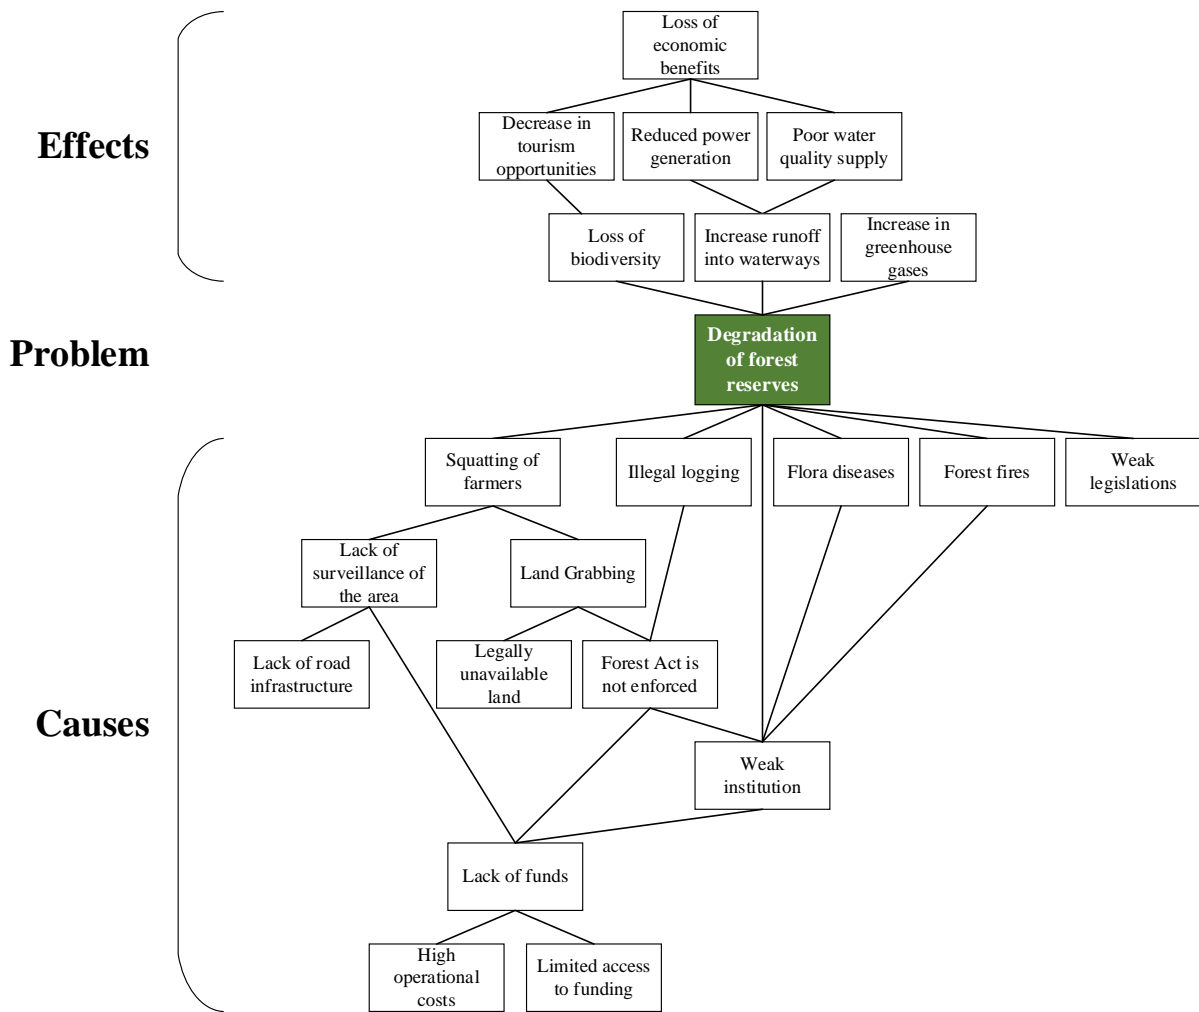 Effects
Loss of
economic
benefits
Decrease in
tourism
opportunities
Reduced power
generation
Poor water
quality supply
Loss of
biodiversity
Increase runoff
into waterways
Increase in
greenhouse
gases
Problem
Degradation
of forest
reserves
Causes
Squatting of
farmers
Illegal logging
Flora diseases
Forest fires
Weak
legislations
Lack of
surveillance of
the area
Land Grabbing
Lack of road
infrastructure
Legally
unavailable
land
Forest Act is
not enforced
Weak
institution
Lack of funds
High
operational
costs
Limited access
to funding